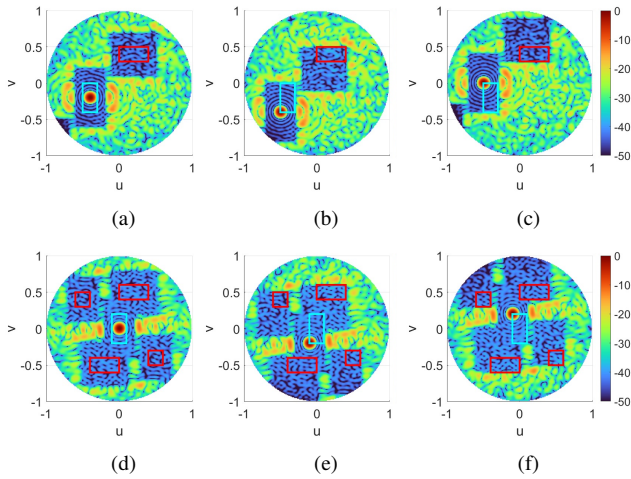 1 1 1 0
0.5 0.5 0.5 -10
v 0 v 0 v 0 -20
-30
-0.5 -0.5 -0.5 -40
-1 -1 -1 -50
-1 0 1 -1 0 1 -1 0 1
u u u
(a) (b) (c)
1 1 1 0
0.5 0.5 0.5 -10
v 0 v 0 v 0 -20
-30
-0.5 -0.5 -0.5 -40
-1 -1 -1 -50
-1 0 1 -1 0 1 -1 0 1
u u u
(d) (e) (f)